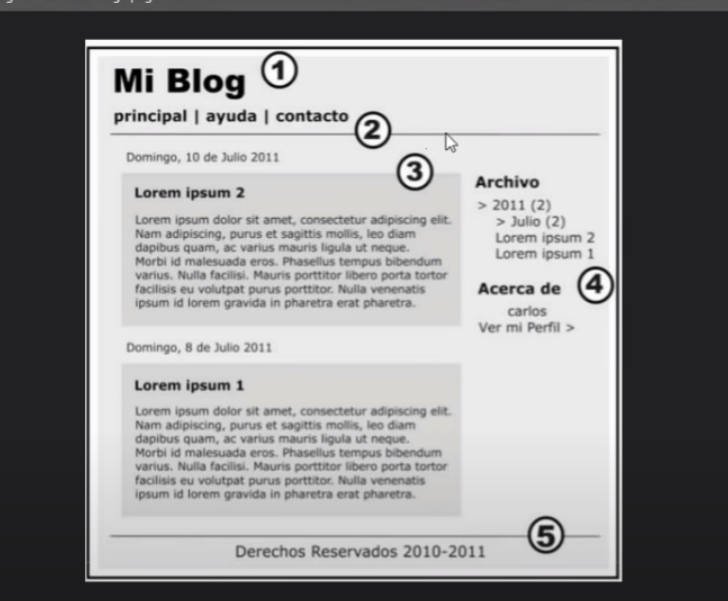 Mi Blog
1
principal | ayuda | contacto
2
Domingo, 10 de Julio 2011
3
Lorem ipsum 2
Lorem ipsum dolor sit amet, consectetur adipiscing elit.
Nam adipiscing, purus et sagittis mollis, leo diam
dapibus quam, ac varius mauris ligula ut neque.
Morbi id malesuada eros. Phasellus tempus bibendum
varius. Nulla facilisi. Mauris porttitor libero porta tortor
facilisis eu volutpat purus porttitor. Nulla venenatis
ipsum id lorem gravida in pharetra erat pharetra.
Domingo, 8 de Julio 2011
Lorem ipsum 1
Lorem ipsum dolor sit amet, consectetur adipiscing elit.
Nam adipiscing, purus et sagittis mollis, leo diam
dapibus quam, ac varius mauris ligula ut neque.
Morbi id malesuada eros. Phasellus tempus bibendum
varius. Nulla facilisi. Mauris porttitor libero porta tortor
facilisis eu volutpat purus porttitor. Nulla venenatis
ipsum id lorem gravida in pharetra erat pharetra.
Archivo
> 2011 (2)
> Julio (2)
Lorem ipsum 2
Lorem ipsum 1
Acerca de
4
carlos
Ver mi Perfil >
5
Derechos Reservados 2010-2011